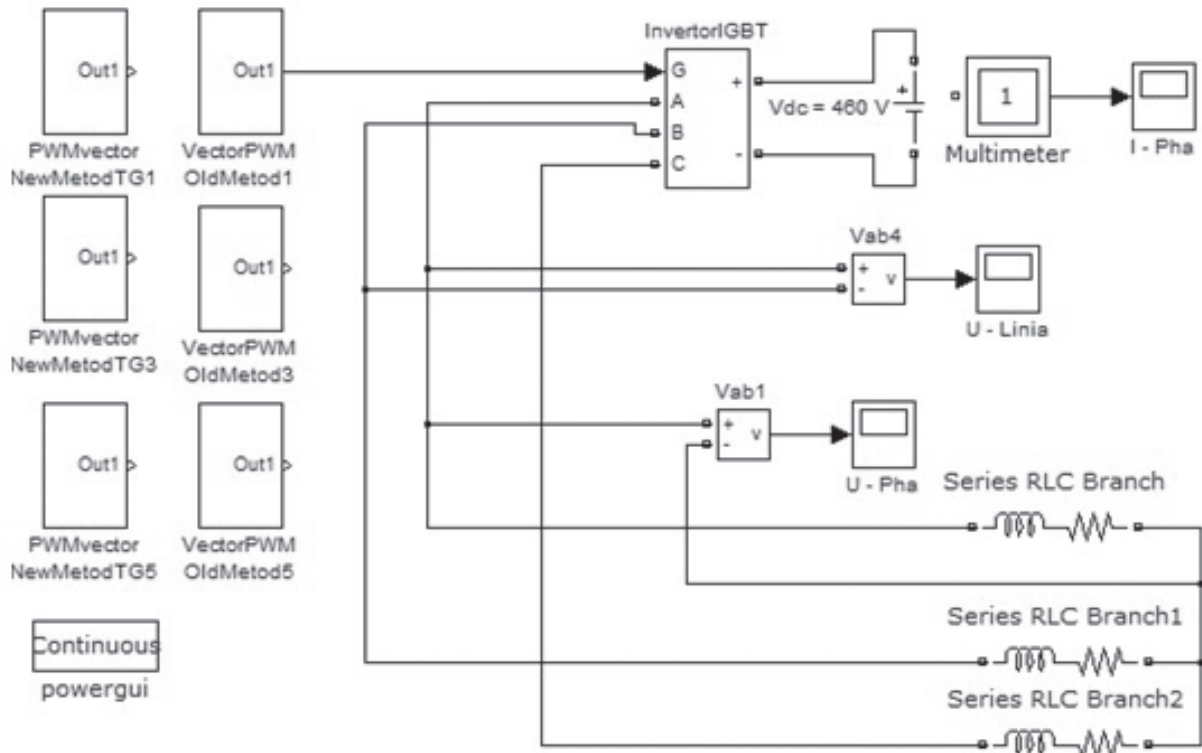 Out1
PWMvector
NewMetodTG1
Out1
VectorPWM
OldMetod1
InvertorIGBT
G
A
B
C
+
-
Vdc = 460 V
+
1
Multimeter
I - Pha
Out1
PWMvector
NewMetodTG3
Out1
VectorPWM
OldMetod3
Vab4
+
-
v
U - Linia
Out1
PWMvector
NewMetodTG5
Out1
VectorPWM
OldMetod5
Vab1
+
-
v
U - Pha
Series RLC Branch
Series RLC Branch1
Series RLC Branch2
Continuous
powergui